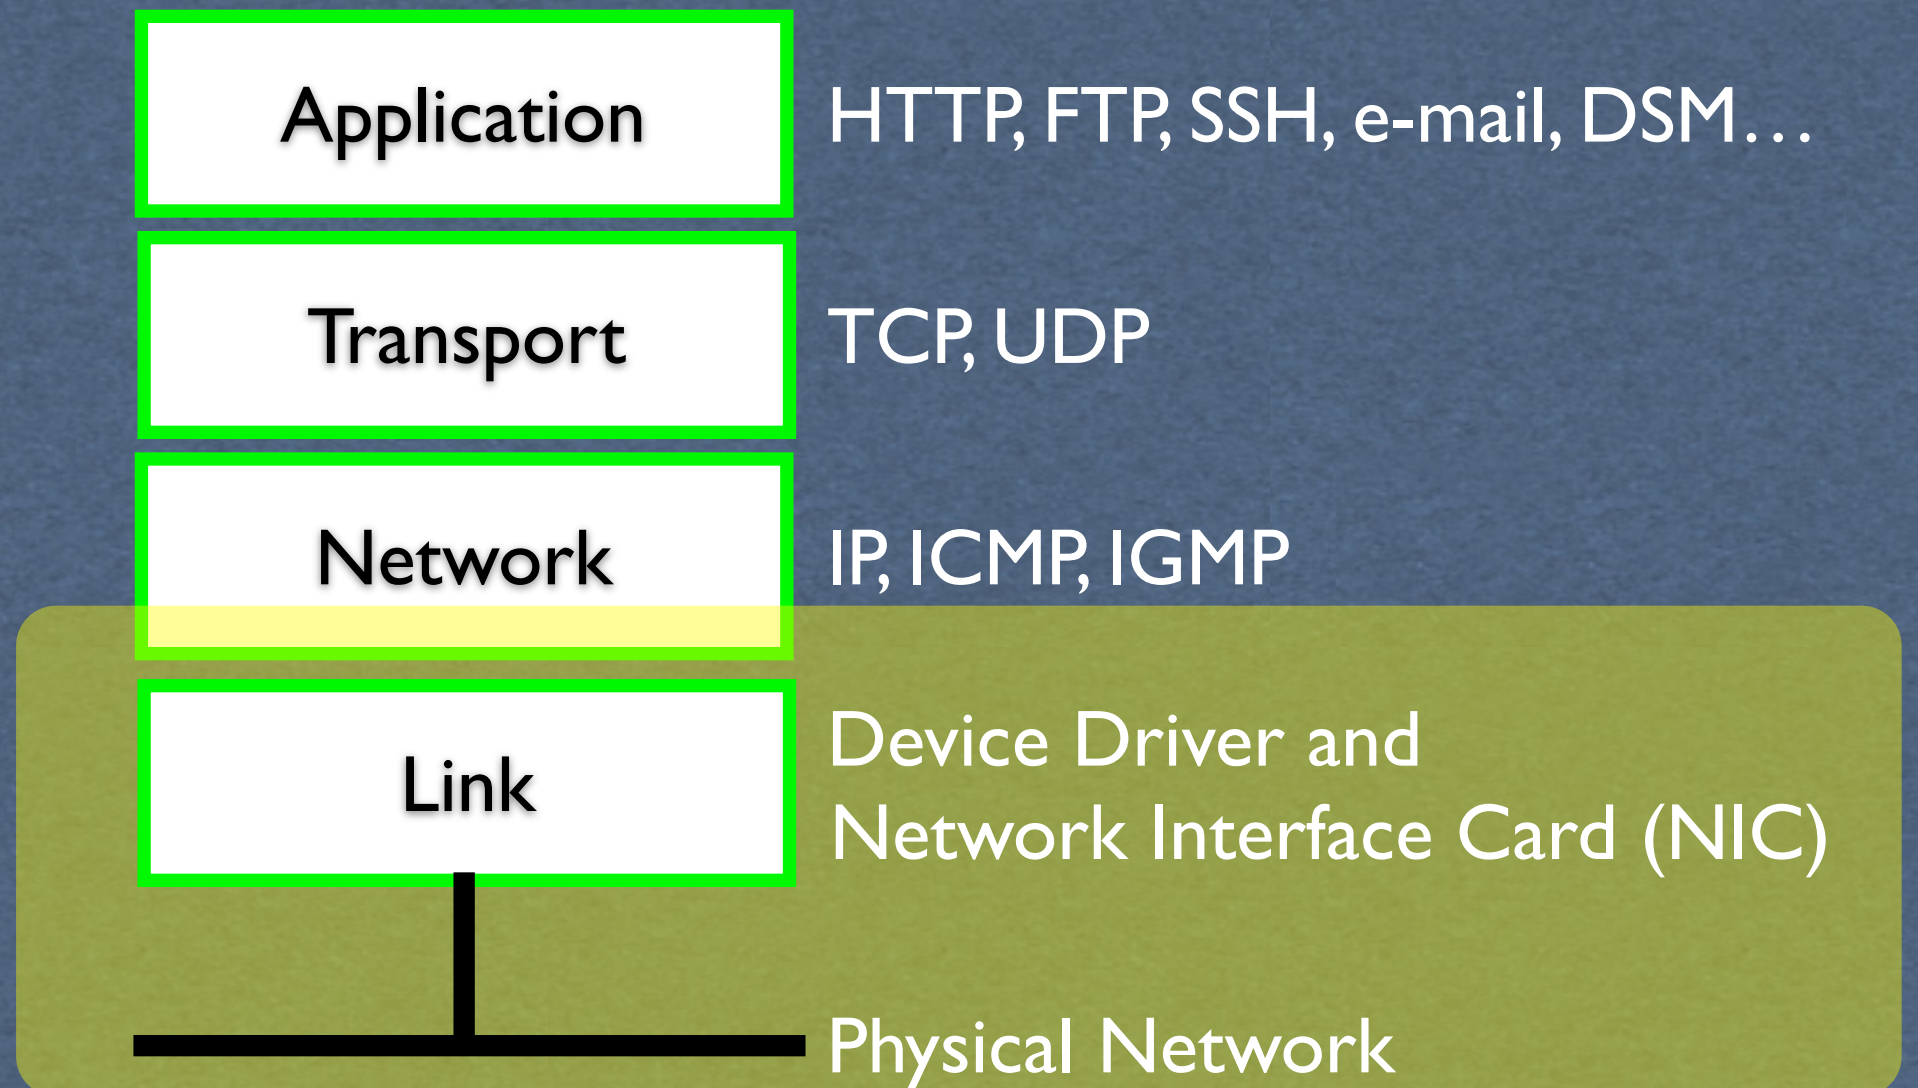 Application HTTP, FTP, SSH, e-mail, DSM…
Transport TCP, UDP
Network IP, ICMP, IGMP
Link
Device Driver and
Network Interface Card (NIC)
Physical Network